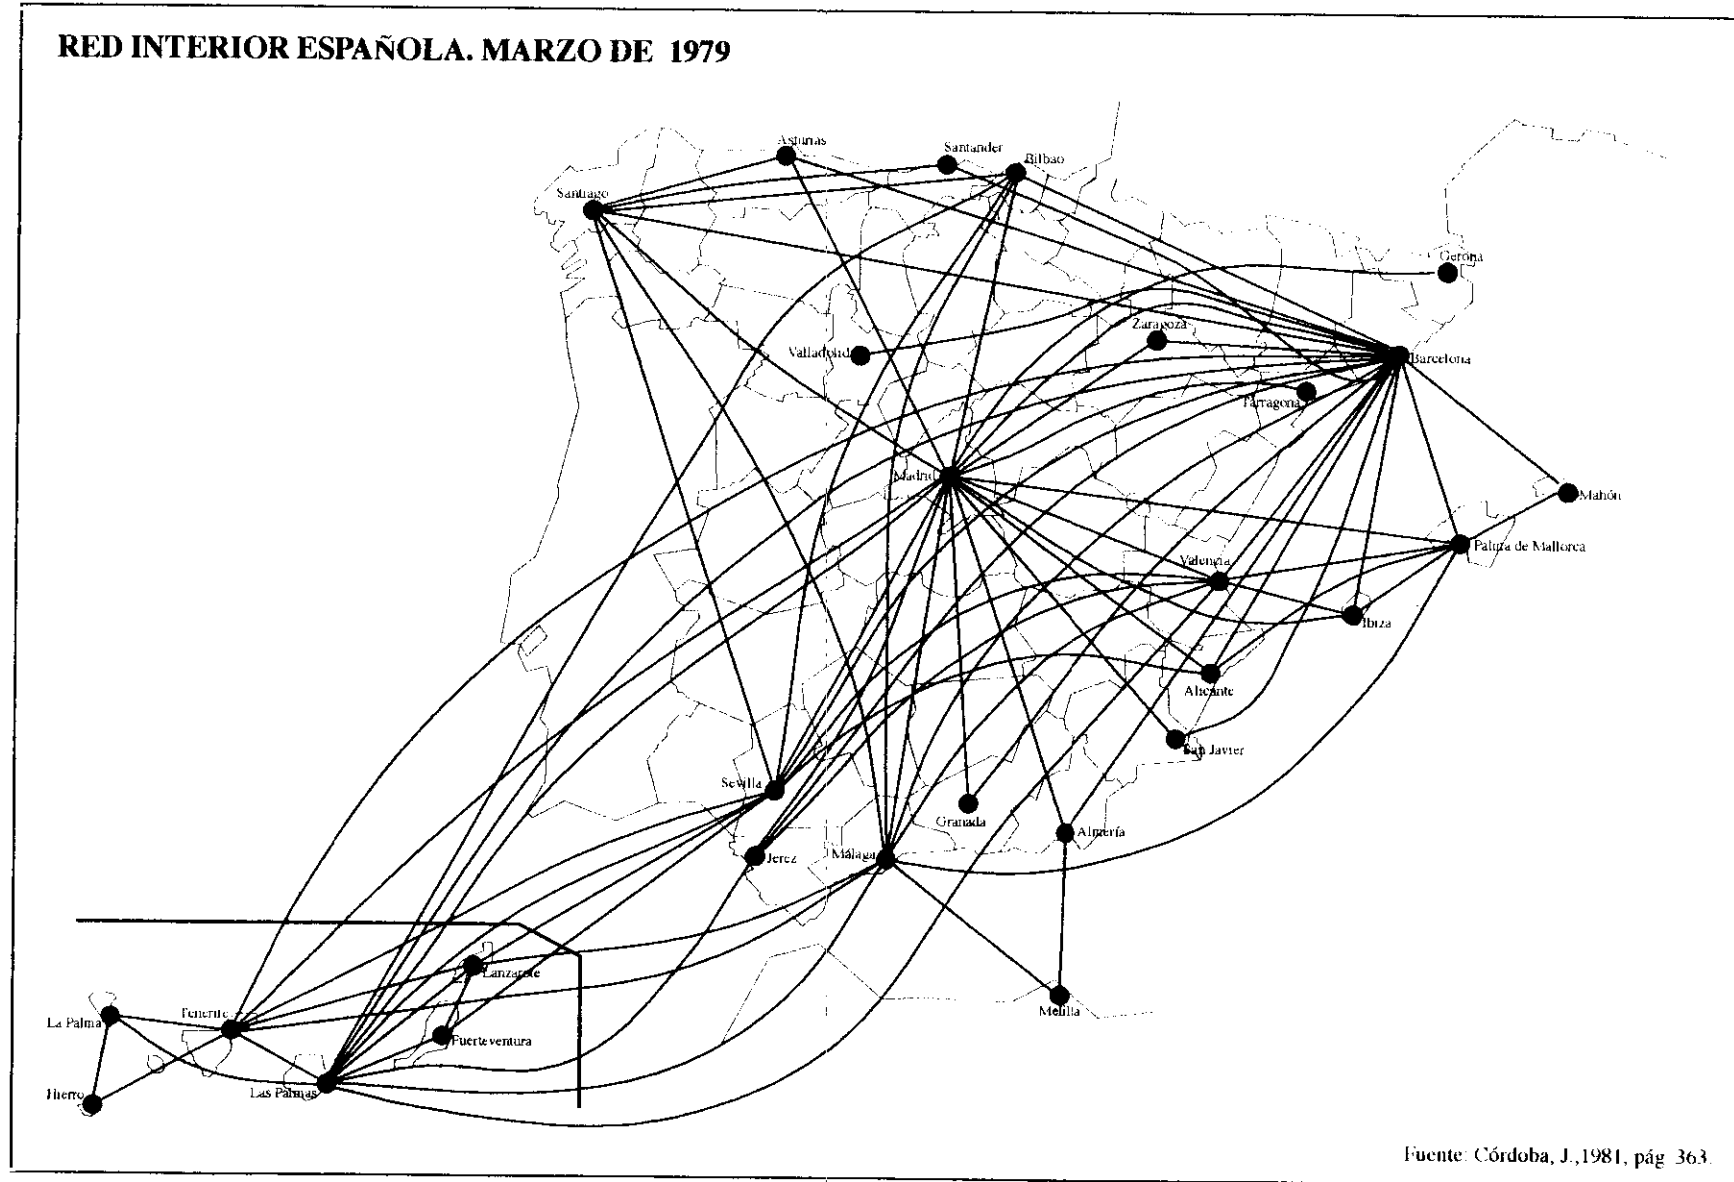 RED INTERIOR ESPAÑOLA. MARZO DE 1979
Asturias
Santander
Bilbao
Santiago
Gerona
Zaragoza
Valladolid
Barcelona
Tarragona
Madrid
Mahón
Palma de Mallorca
Valencia
Ibiza
Alicante
San Javier
Sevilla
Granada
Almería
Málaga
Jerez
Lanzarote
Melilla
Tenerife
La Palma
Fuerteventura
Las Palmas
Hierro
Fuente: Córdoba, J.,1981, pág 363.